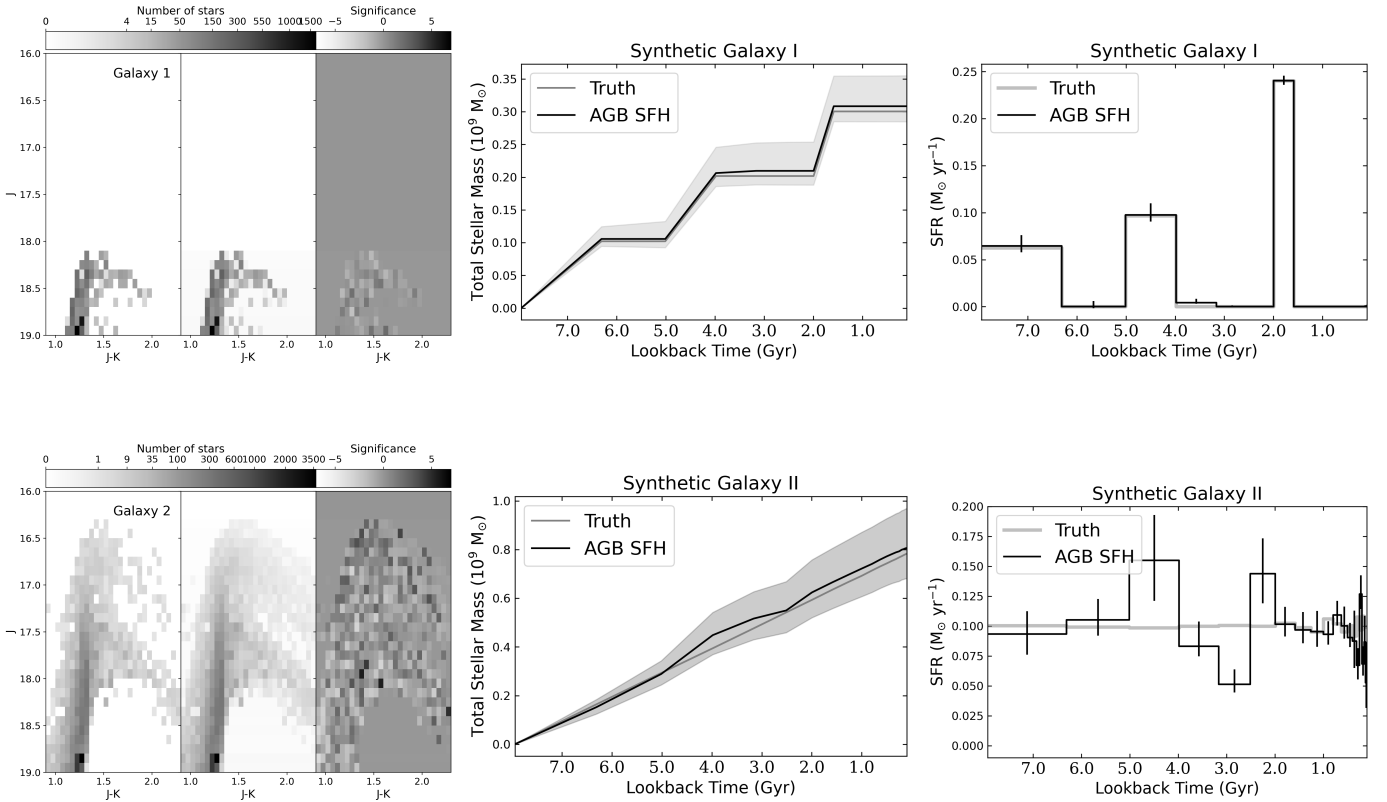 Number of stars Significance
0 4 15 50 150 300 550 1000 1500 −5 0 5
Galaxy 1
16.0
16.5
17.0
17.5
18.0
18.5
19.0
J
1.0 1.5 2.0 1.0 1.5 2.0 1.0 1.5 2.0
J-K J-K J-K
Synthetic Galaxy I
Truth
AGB SFH
Total Stellar Mass (10⁹ M⊙)
0.35
0.30
0.25
0.20
0.15
0.10
0.05
0.00
7.0 6.0 5.0 4.0 3.0 2.0 1.0
Lookback Time (Gyr)
Synthetic Galaxy I
Truth
AGB SFH
SFR (M⊙ yr⁻¹)
0.25
0.20
0.15
0.10
0.05
0.00
7.0 6.0 5.0 4.0 3.0 2.0 1.0
Lookback Time (Gyr)
Number of stars Significance
0 1 9 35 100 300 600 1000 2000 3500 −5 0 5
Galaxy 2
16.0
16.5
17.0
17.5
18.0
18.5
19.0
J
1.0 1.5 2.0 1.0 1.5 2.0 1.0 1.5 2.0
J-K J-K J-K
Synthetic Galaxy II
Truth
AGB SFH
Total Stellar Mass (10⁹ M⊙)
1.0
0.8
0.6
0.4
0.2
0.0
7.0 6.0 5.0 4.0 3.0 2.0 1.0
Lookback Time (Gyr)
Synthetic Galaxy II
Truth
AGB SFH
SFR (M⊙ yr⁻¹)
0.200
0.175
0.150
0.125
0.100
0.075
0.050
0.025
0.000
7.0 6.0 5.0 4.0 3.0 2.0 1.0
Lookback Time (Gyr)